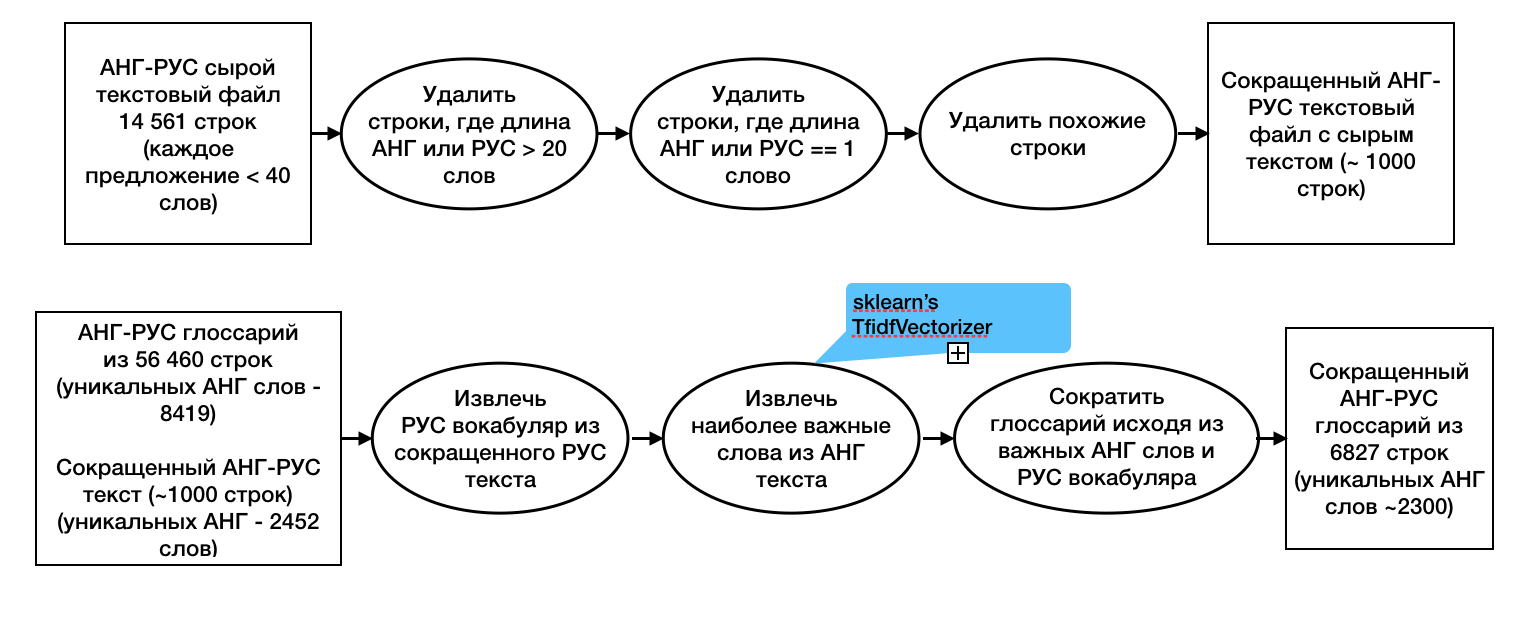 АНГ-РУС сырой
текстовый файл
14 561 строк
(каждое
предложение < 40
слов)
Удалить
строки, где длина
АНГ или РУС > 20
слов
Удалить
строки, где длина
АНГ или РУС == 1
слово
Удалить похожие
строки
Сокращенный АНГ-
РУС текстовый
файл с сырым
текстом (~ 1000
строк)
АНГ-РУС глоссарий
из 56 460 строк
(уникальных АНГ слов -
8419)
Сокращенный АНГ-РУС
текст (~1000 строк)
(уникальных АНГ - 2452
слов)
Извлечь
РУС вокабуляр из
сокращенного РУС
текста
sklearn’s
TfidfVectorizer
Извлечь
наиболее важные
слова из АНГ
текста
Сократить
глоссарий исходя из
важных АНГ слов и
РУС вокабуляра
Сокращенный
АНГ-РУС
глоссарий из
6827 строк
(уникальных АНГ
слов ~2300)